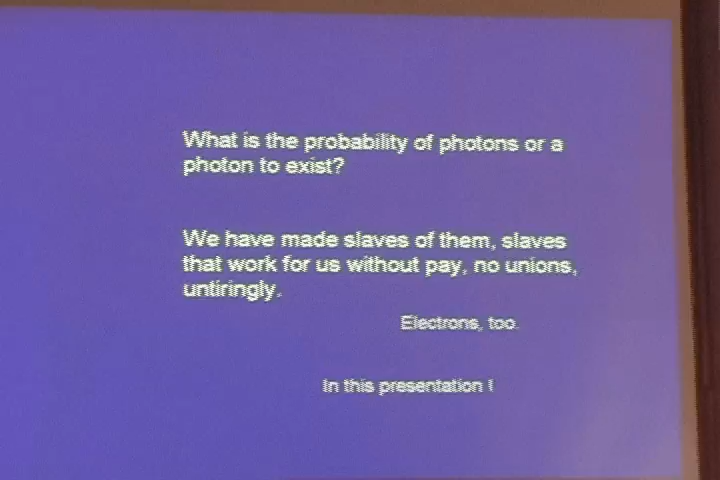 What is the probability of photons or a
photon to exist?
We have made slaves of them, slaves
that work for us without pay, no unions,
untiringly.
Electrons, too.
In this presentation !